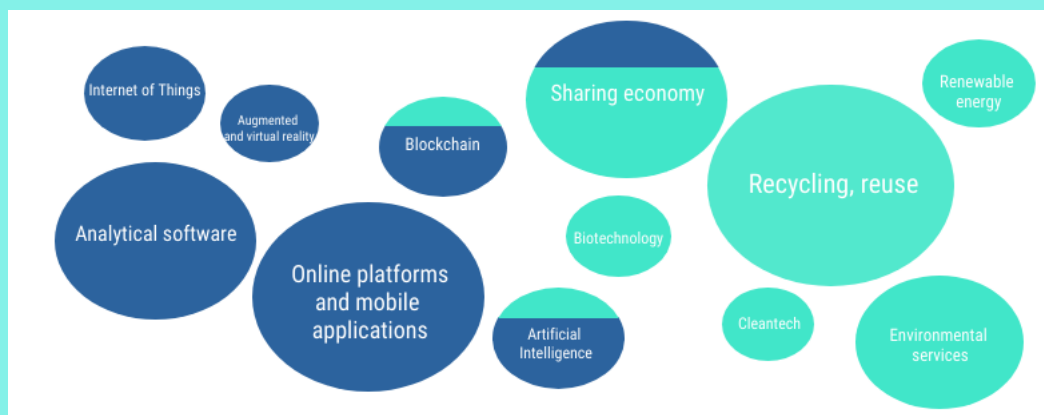 Internet of Things
Augmented
and virtual reality
Blockchain
Sharing economy
Renewable
energy
Recycling, reuse
Analytical software
Biotechnology
Online platforms
and mobile
applications
Artificial
Intelligence
Cleantech
Environmental
services